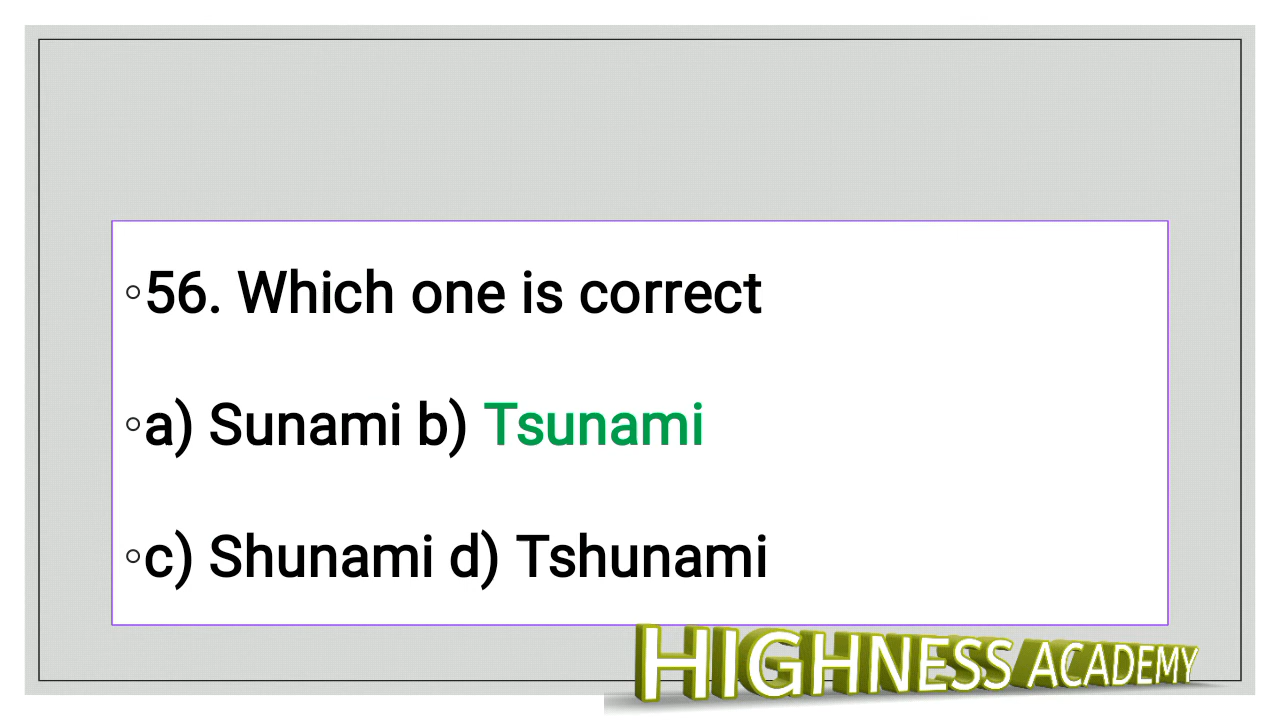 ◦56. Which one is correct
◦a) Sunami b) Tsunami
◦c) Shunami d) Tshunami
HIGHNESS ACADEMY